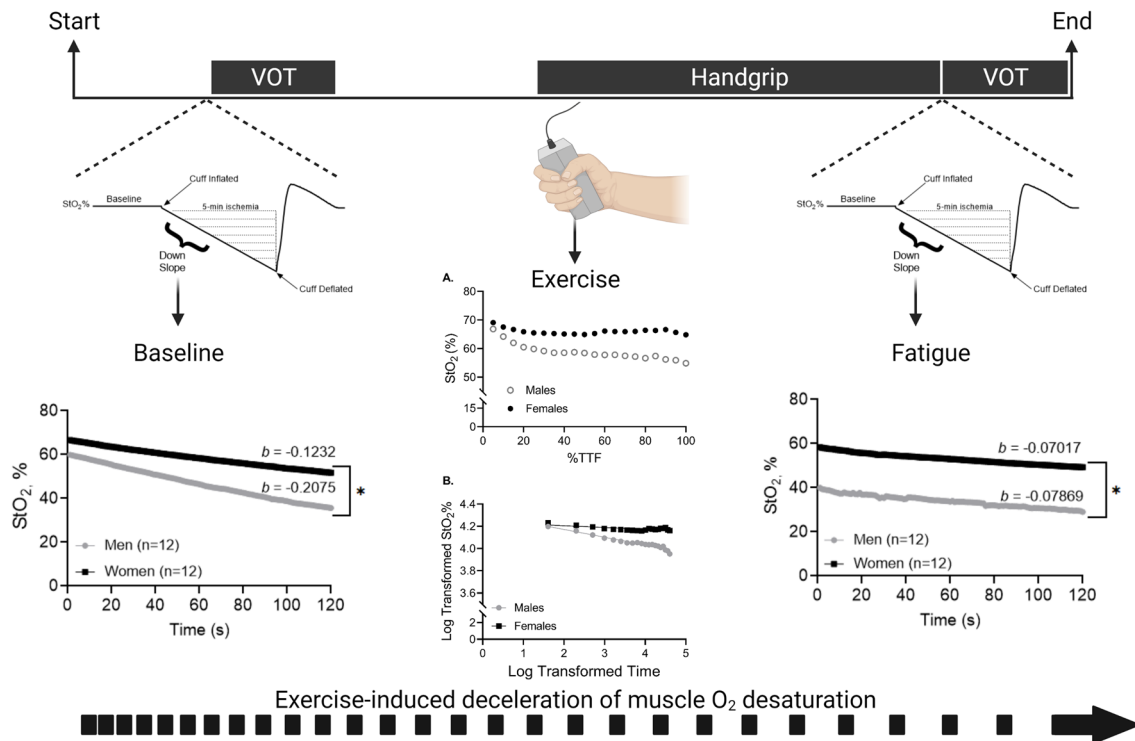 Start
End
VOT
Handgrip
VOT
Cuff Inflated
StO2%
Baseline
5-min ischemia
Down
Slope
Cuff Deflated
Baseline
80
60
40
20
0
StO2, %
b = -0.1232
b = -0.2075
*
Men (n=12)
Women (n=12)
0 20 40 60 80 100 120
Time (s)
Exercise
A.
80
70
60
50
15
0
StO2 (%)
Males
Females
0 20 40 60 80 100
%TTF
B.
4.4
4.2
4.0
3.8
3.6
2
0
Log Transformed StO2%
Males
Females
0 1 2 3 4 5
Log Transformed Time
Cuff Inflated
StO2%
Baseline
5-min ischemia
Down
Slope
Cuff Deflated
Fatigue
80
60
40
20
0
StO2, %
b = -0.07017
b = -0.07869
*
Men (n=12)
Women (n=12)
0 20 40 60 80 100 120
Time (s)
Exercise-induced deceleration of muscle O2 desaturation